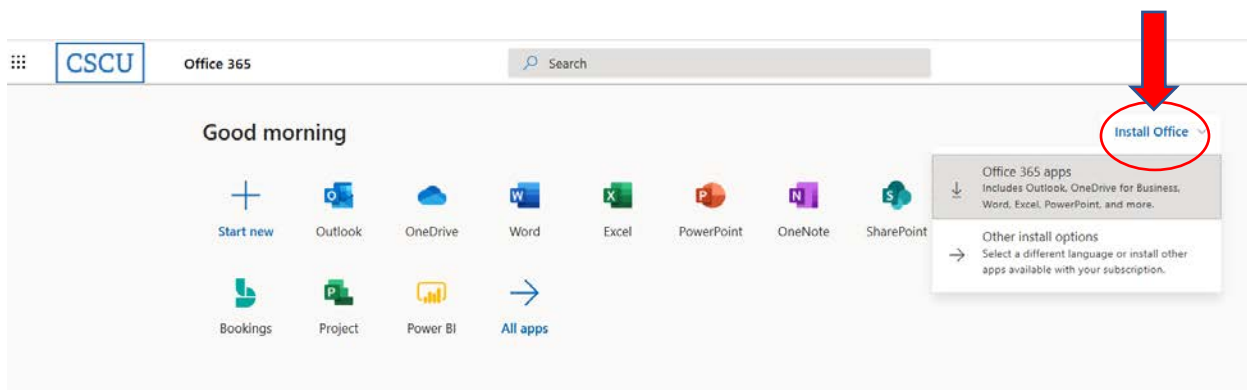 CSCU
Office 365
Search
Good morning
Install Office
Start new
Outlook
OneDrive
Word
Excel
PowerPoint
OneNote
SharePoint
Office 365 apps
Includes Outlook, OneDrive for Business,
Word, Excel, PowerPoint, and more.
Other install options
Select a different language or install other
apps available with your subscription.
Bookings
Project
Power BI
All apps